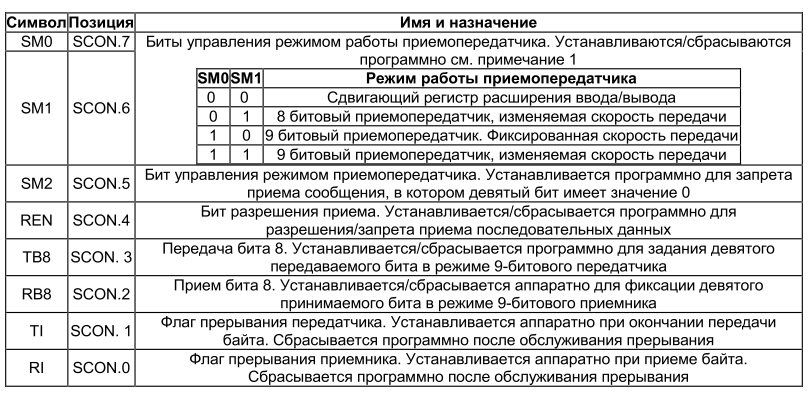 Символ Позиция Имя и назначение
SM0 SCON.7 Биты управления режимом работы приемопередатчика. Устанавливаются/сбрасываются
программно см. примечание 1
SM1 SCON.6
SM0 SM1 Режим работы приемопередатчика
0 0 Сдвигающий регистр расширения ввода/вывода
0 1 8 битовый приемопередатчик, изменяемая скорость передачи
1 0 9 битовый приемопередатчик. Фиксированная скорость передачи
1 1 9 битовый приемопередатчик, изменяемая скорость передачи
SM2 SCON.5 Бит управления режимом приемопередатчика. Устанавливается программно для запрета
приема сообщения, в котором девятый бит имеет значение 0
REN SCON.4 Бит разрешения приема. Устанавливается/сбрасывается программно для
разрешения/запрета приема последовательных данных
TB8 SCON. 3 Передача бита 8. Устанавливается/сбрасывается программно для задания девятого
передаваемого бита в режиме 9-битового передатчика
RB8 SCON.2 Прием бита 8. Устанавливается/сбрасывается аппаратно для фиксации девятого
принимаемого бита в режиме 9-битового приемника
TI SCON. 1 Флаг прерывания передатчика. Устанавливается аппаратно при окончании передачи
байта. Сбрасывается программно после обслуживания прерывания
RI SCON.0 Флаг прерывания приемника. Устанавливается аппаратно при приеме байта.
Сбрасывается программно после обслуживания прерывания